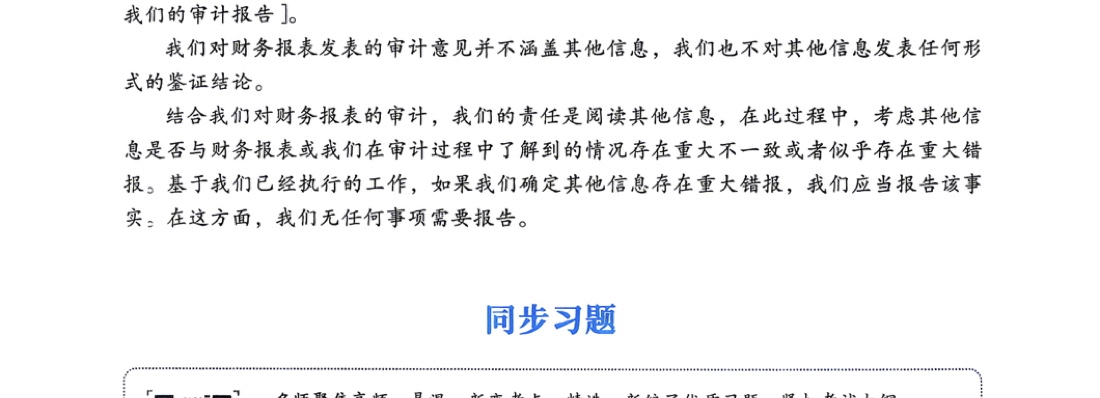 我们的审计报告］。
我们对财务报表发表的审计意见并不涵盖其他信息，我们也不对其他信息发表任何形
式的鉴证结论。
结合我们对财务报表的审计，我们的责任是阅读其他信息，在此过程中，考虑其他信
息是否与财务报表或我们在审计过程中了解到的情况存在重大不一致或者似乎存在重大错
报。基于我们已经执行的工作，如果我们确定其他信息存在重大错报，我们应当报告该事
实。在这方面，我们无任何事项需要报告。
同步习题